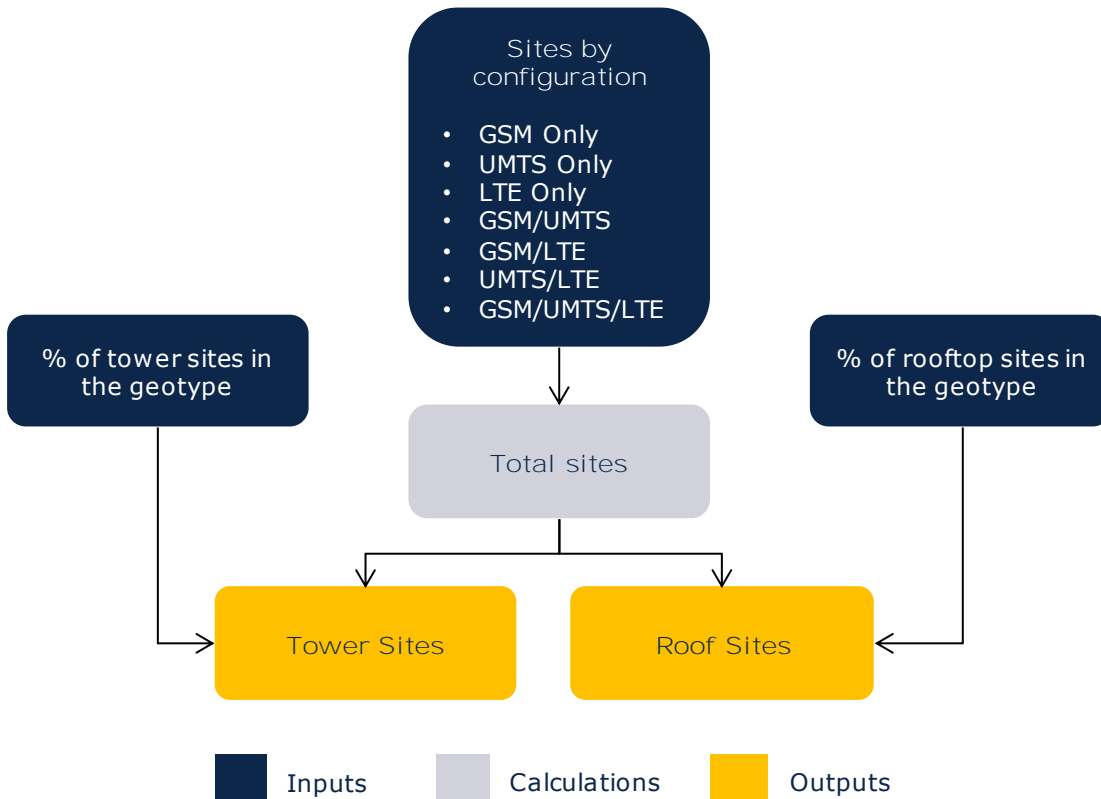 Sites by
configuration
• GSM Only
• UMTS Only
• LTE Only
• GSM/UMTS
• GSM/LTE
• UMTS/LTE
• GSM/UMTS/LTE
% of tower sites in
the geotype
% of rooftop sites in
the geotype
Total sites
Tower Sites
Roof Sites
Inputs
Calculations
Outputs